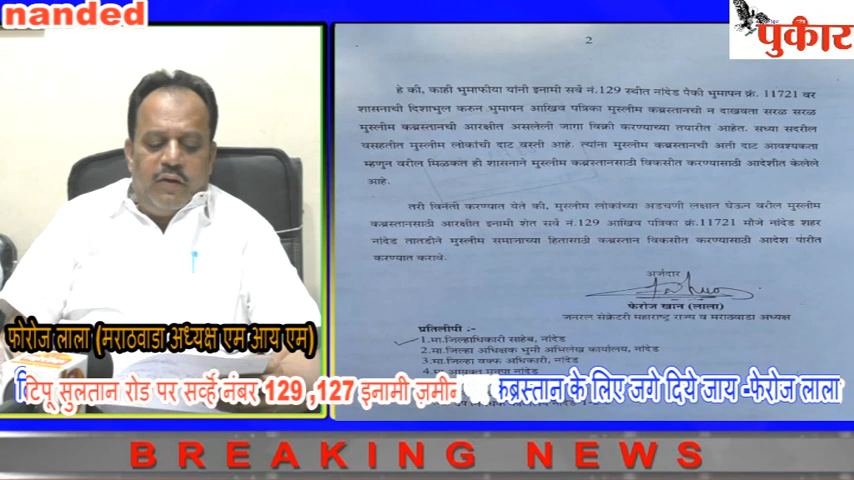 nanded
पुकार
2
हे की, काही भुमाफीया यांनी इनामी सर्वे नं.129 स्थीत नांदेड पैकी भुमापन क्रं. 11721 वर
शासनाची दिशाभुल करुन भुमापन आखिव पत्रिका मुस्लीम कब्रस्तानची न दाखवता सरळ सरळ
मुस्लीम कब्रस्तानची आरक्षीत असलेली जागा विक्री करण्याच्या तयारीत आहेत. सध्या सदरील
वसहतीत मुस्लीम लोकांची दाट वस्ती आहे. त्यांना मुस्लीम कब्रस्तानची अती दाट आवश्यकता
म्हणुन वरील मिळकत ही शासनाने मुस्लीम कब्रस्तानसाठी विकसीत करण्यासाठी आदेशीत केलेले
आहे.
तरी विनंती करण्यात येते की, मुस्लीम लोकांच्या अडचणी लक्षात घेऊन वरील मुस्लीम
कब्रस्तानसाठी आरक्षीत इनामी शेत सर्वे नं.129 आखिव पत्रिका क्रं.11721 मौजे नांदेड शहर
नांदेड तातडीने मुस्लीम समाजाच्या हितासाठी कब्रस्तान विकसीत करण्यासाठी आदेश पारीत
करण्यात करावे.
अर्जदार
फेरोज खान (लाला)
जनरल सेक्रेटरी महाराष्ट्र राज्य व मराठवाडा अध्यक्ष
प्रतिलीपी:-
1.मा.जिल्हाधिकारी साहेब, नांदेड
2.मा.जिल्हा अधिक्षक भुमी अभिलेख कार्यालय, नांदेड
3.मा.जिल्हा वक्फ अधिकारी, नांदेड
4.मा.आयुक्त मनपा नांदेड
फोरोज लाला (मराठवाडा अध्यक्ष एम आय एम)
टिपू सुलतान रोड पर सर्व्हे नंबर 129 ,127 इनामी ज़मीन कब्रस्तान के लिए जगे दिये जाय -फेरोज लाला
BREAKING NEWS